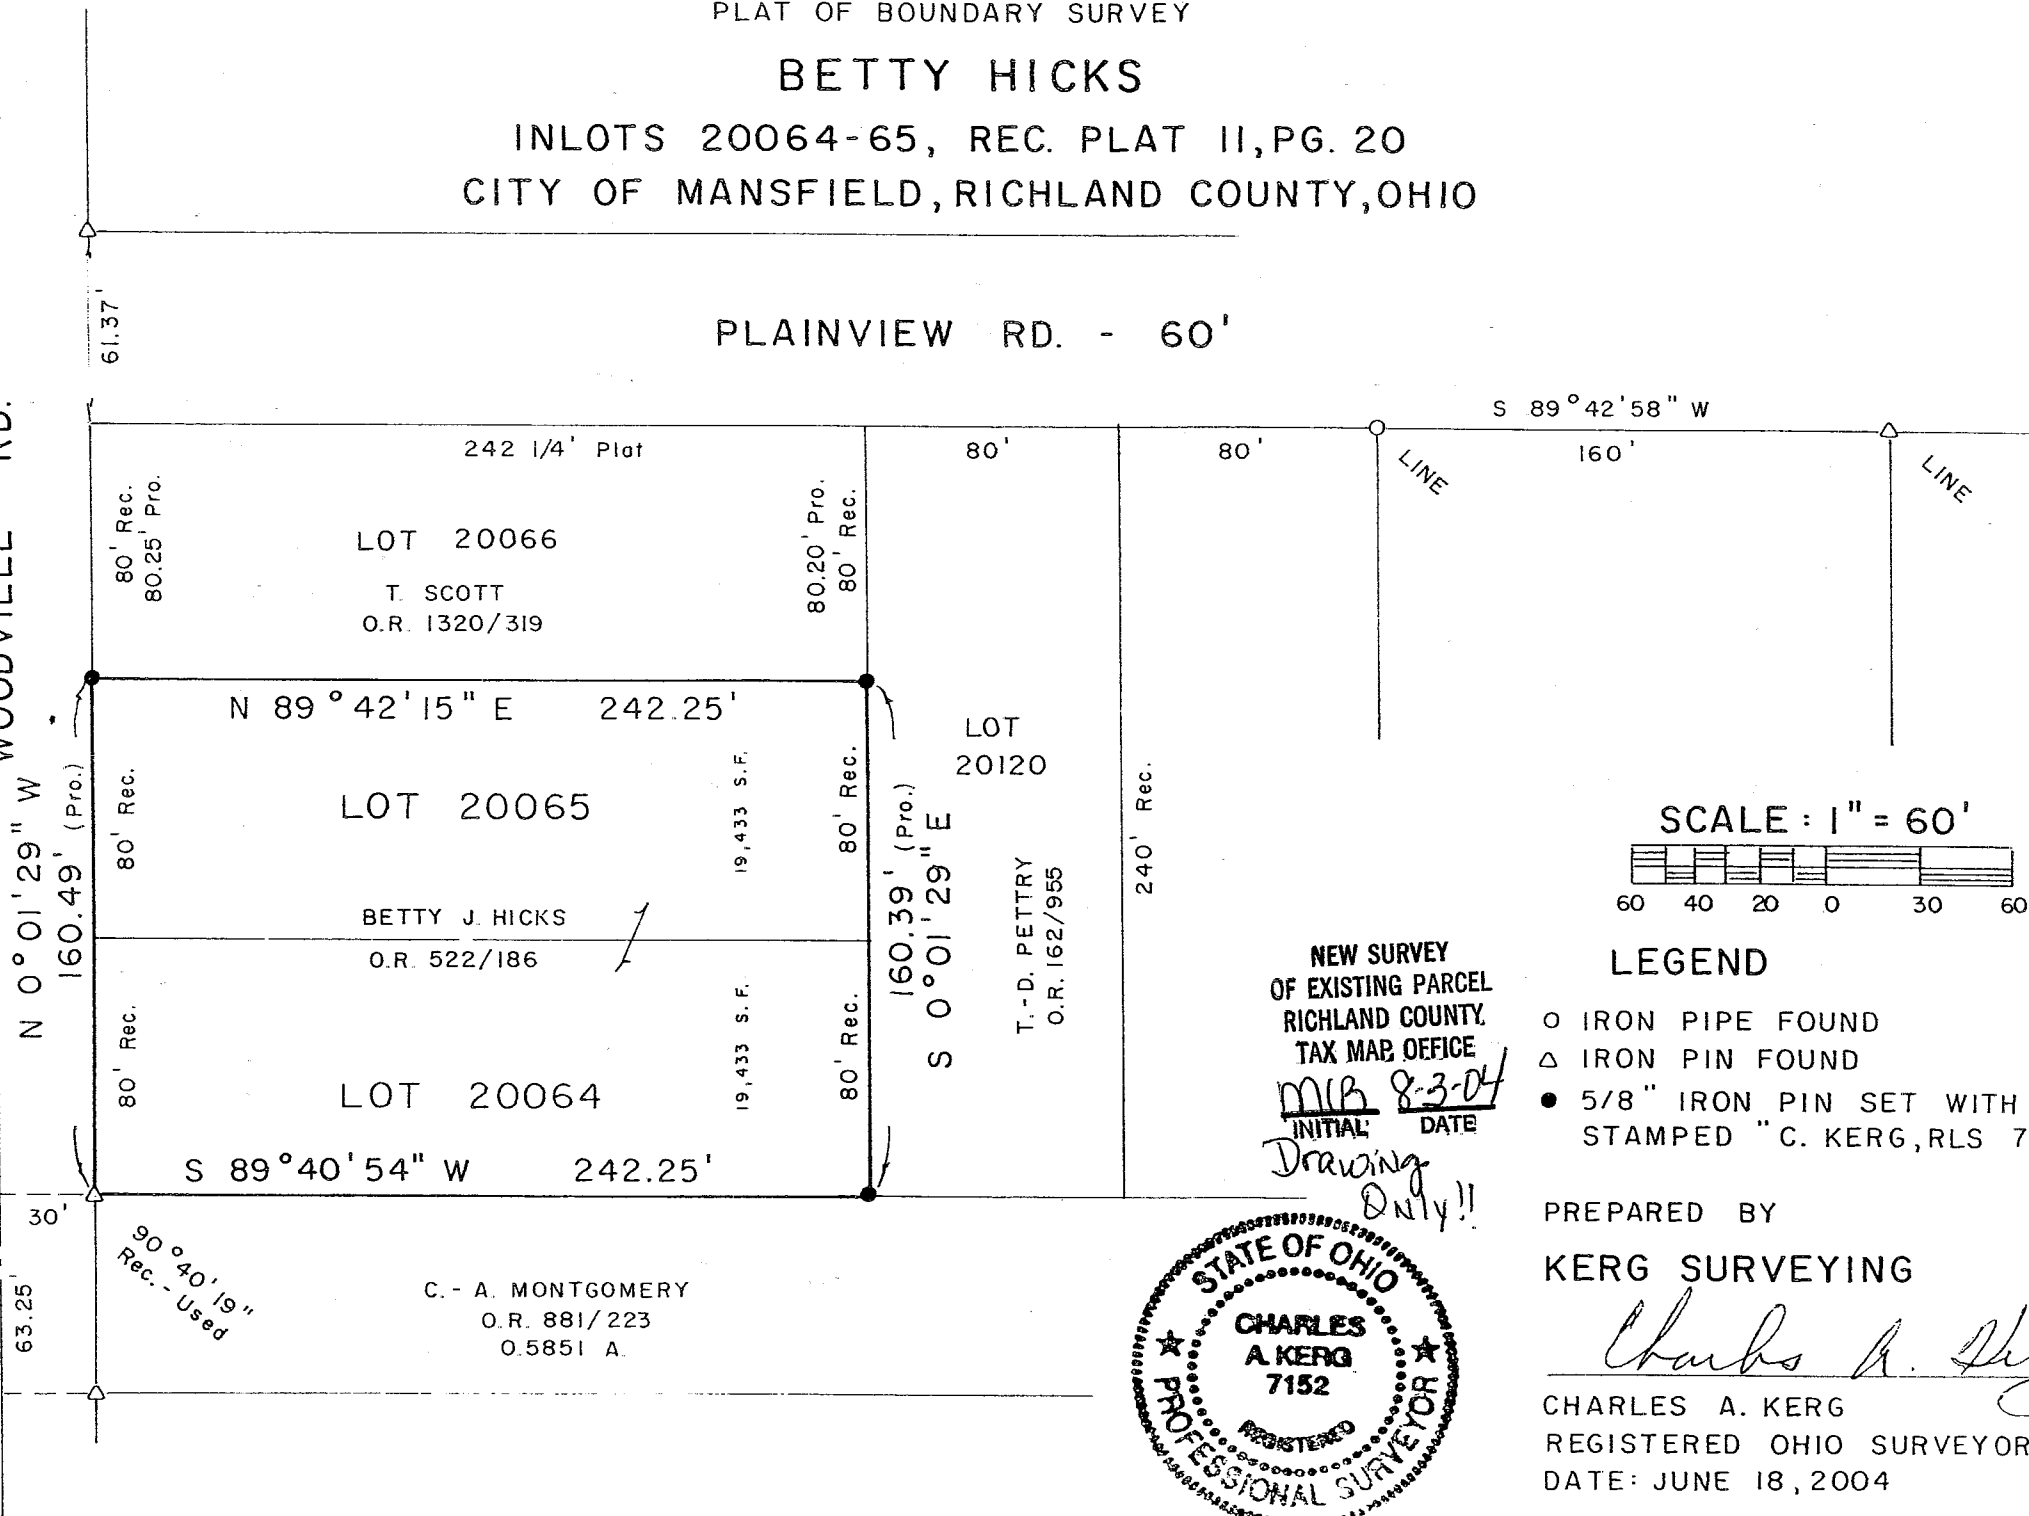 PLAT OF BOUNDARY SURVEY
BETTY HICKS
INLOTS 20064-65, REC. PLAT 11, PG. 20
CITY OF MANSFIELD, RICHLAND COUNTY, OHIO
61.37'
PLAINVIEW RD. - 60'
WOODVILLE RD.
S 89°42'58" W
242 1/4' Plat
80'
80'
160'
LINE
LINE
80' Rec.
80.25' Pro.
LOT 20066
T. SCOTT
O.R. 1320/319
80.20' Pro.
80' Rec.
N 89°42'15" E 242.25'
LOT
20120
N 0°01'29" W
160.49' (Pro.)
80' Rec.
LOT 20065
19,433 S.F.
80' Rec.
160.39' (Pro.)
S 0°01'29" E
T.-D. PETTRY
O.R. 162/955
240' Rec.
BETTY J. HICKS
O.R. 522/186
80' Rec.
LOT 20064
19,433 S.F.
80' Rec.
S 89°40'54" W 242.25'
30'
63.25'
90°40'19"
Rec. - Used
C.- A. MONTGOMERY
O.R. 881/223
0.5851 A.
SCALE : 1" = 60'
60 40 20 0 30 60
NEW SURVEY
OF EXISTING PARCEL
RICHLAND COUNTY
TAX MAP OFFICE
MCB 8-3-04
INITIAL DATE
Drawing
Only!!
LEGEND
○ IRON PIPE FOUND
△ IRON PIN FOUND
● 5/8" IRON PIN SET WITH
STAMPED "C. KERG, RLS 7
STATE OF OHIO
CHARLES
A. KERG
7152
REGISTERED
★ PROFESSIONAL SURVEYOR ★
PREPARED BY
KERG SURVEYING
Charles A.
CHARLES A. KERG
REGISTERED OHIO SURVEYOR
DATE: JUNE 18, 2004